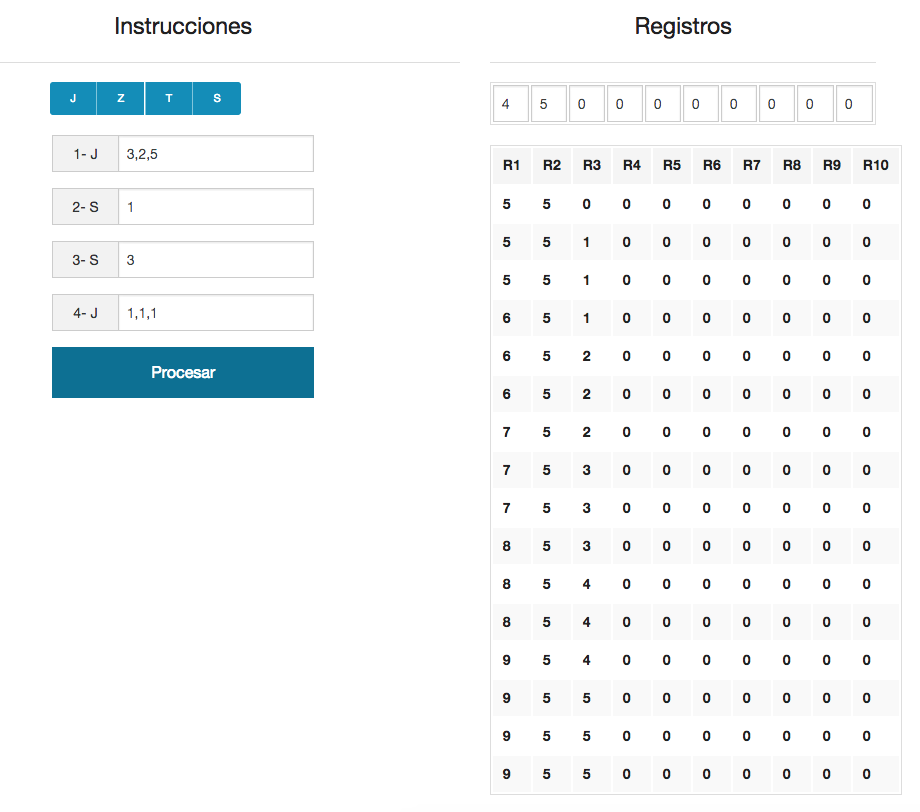 Instrucciones
J Z T S
1- J 3,2,5
2- S 1
3- S 3
4- J 1,1,1
Procesar
Registros
4 5 0 0 0 0 0 0 0 0
R1 R2 R3 R4 R5 R6 R7 R8 R9 R10
5 5 0 0 0 0 0 0 0 0
5 5 1 0 0 0 0 0 0 0
5 5 1 0 0 0 0 0 0 0
6 5 1 0 0 0 0 0 0 0
6 5 2 0 0 0 0 0 0 0
6 5 2 0 0 0 0 0 0 0
7 5 2 0 0 0 0 0 0 0
7 5 3 0 0 0 0 0 0 0
7 5 3 0 0 0 0 0 0 0
8 5 3 0 0 0 0 0 0 0
8 5 4 0 0 0 0 0 0 0
8 5 4 0 0 0 0 0 0 0
9 5 4 0 0 0 0 0 0 0
9 5 5 0 0 0 0 0 0 0
9 5 5 0 0 0 0 0 0 0
9 5 5 0 0 0 0 0 0 0